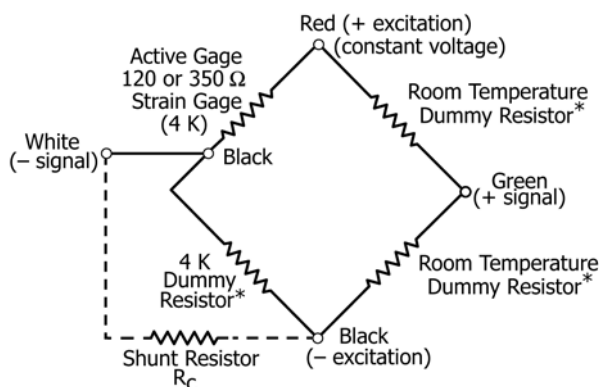 Red (+ excitation)
(constant voltage)
Active Gage
120 or 350 Ω
Strain Gage
(4 K)
Room Temperature
Dummy Resistor*
White
(– signal)
Black
Green
(+ signal)
4 K
Dummy
Resistor*
Room Temperature
Dummy Resistor*
Black
(– excitation)
Shunt Resistor
RC